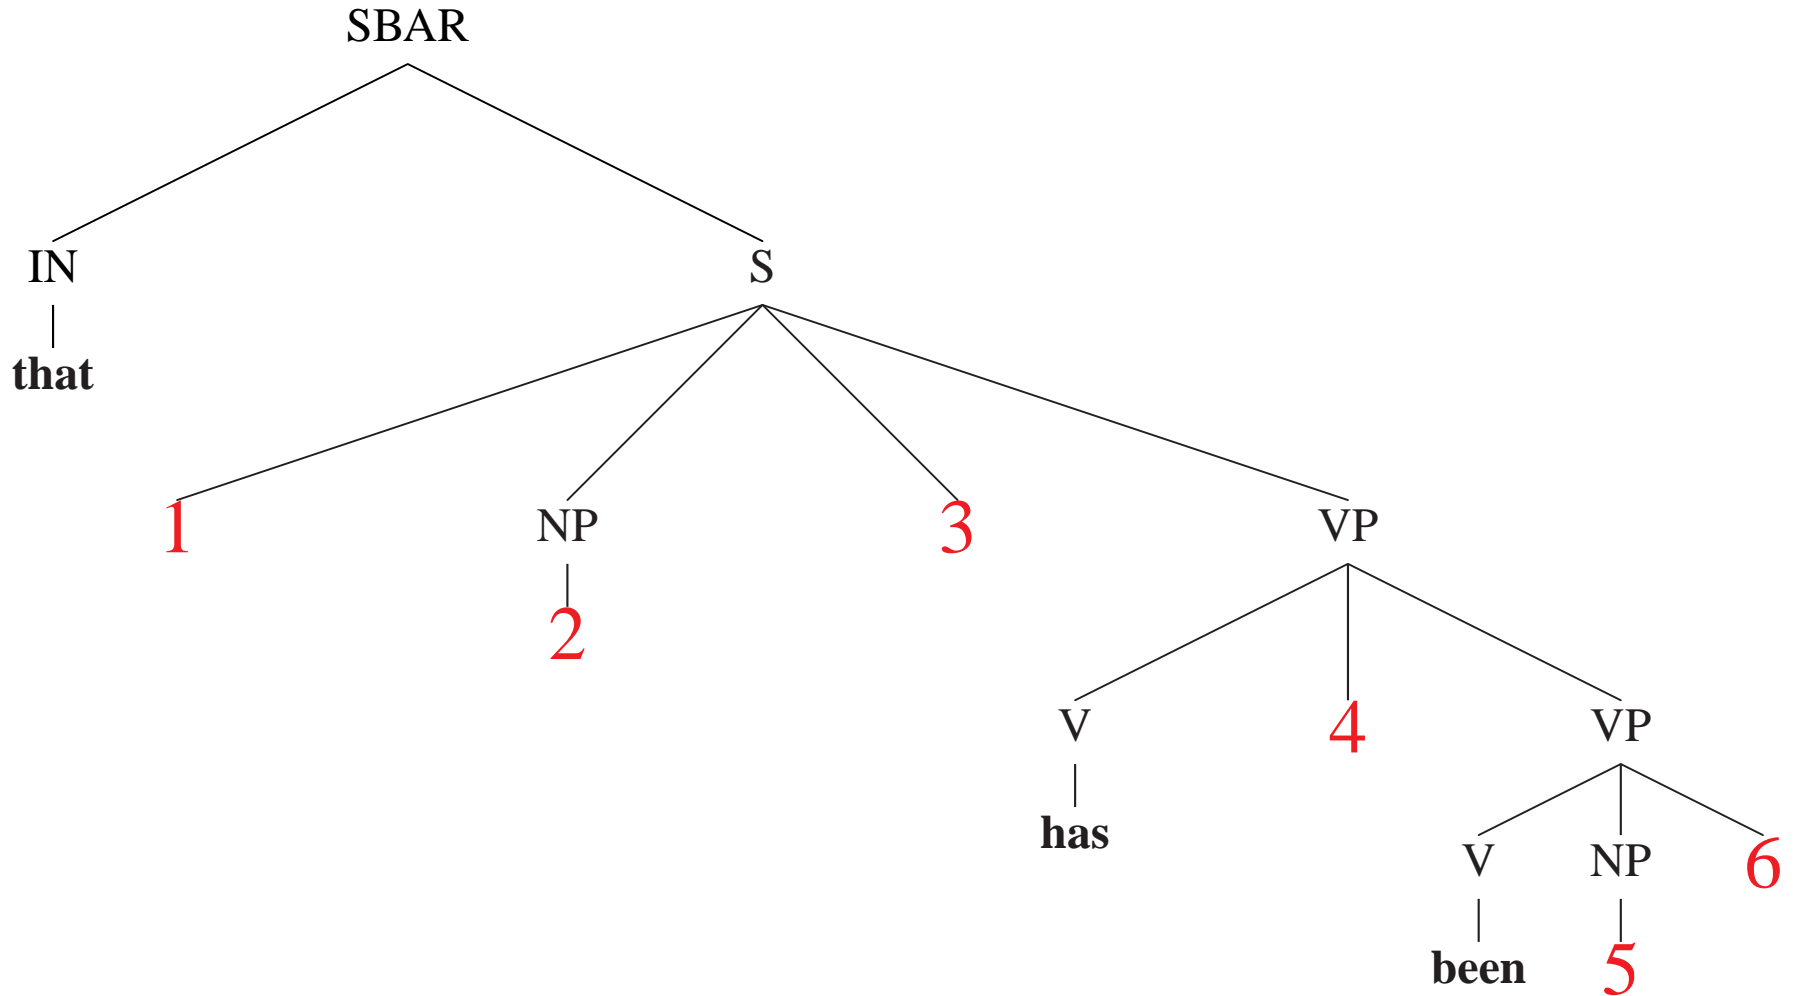 SBAR
IN S
that
1 NP 3 VP
2
V 4 VP
has
V NP 6
been 5